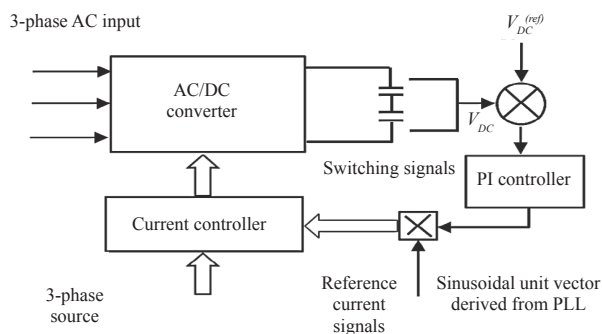 3-phase AC input
V_DC^(ref)
AC/DC
converter
V_DC
Switching signals
PI controller
Current controller
3-phase
source
Reference
current
signals
Sinusoidal unit vector
derived from PLL